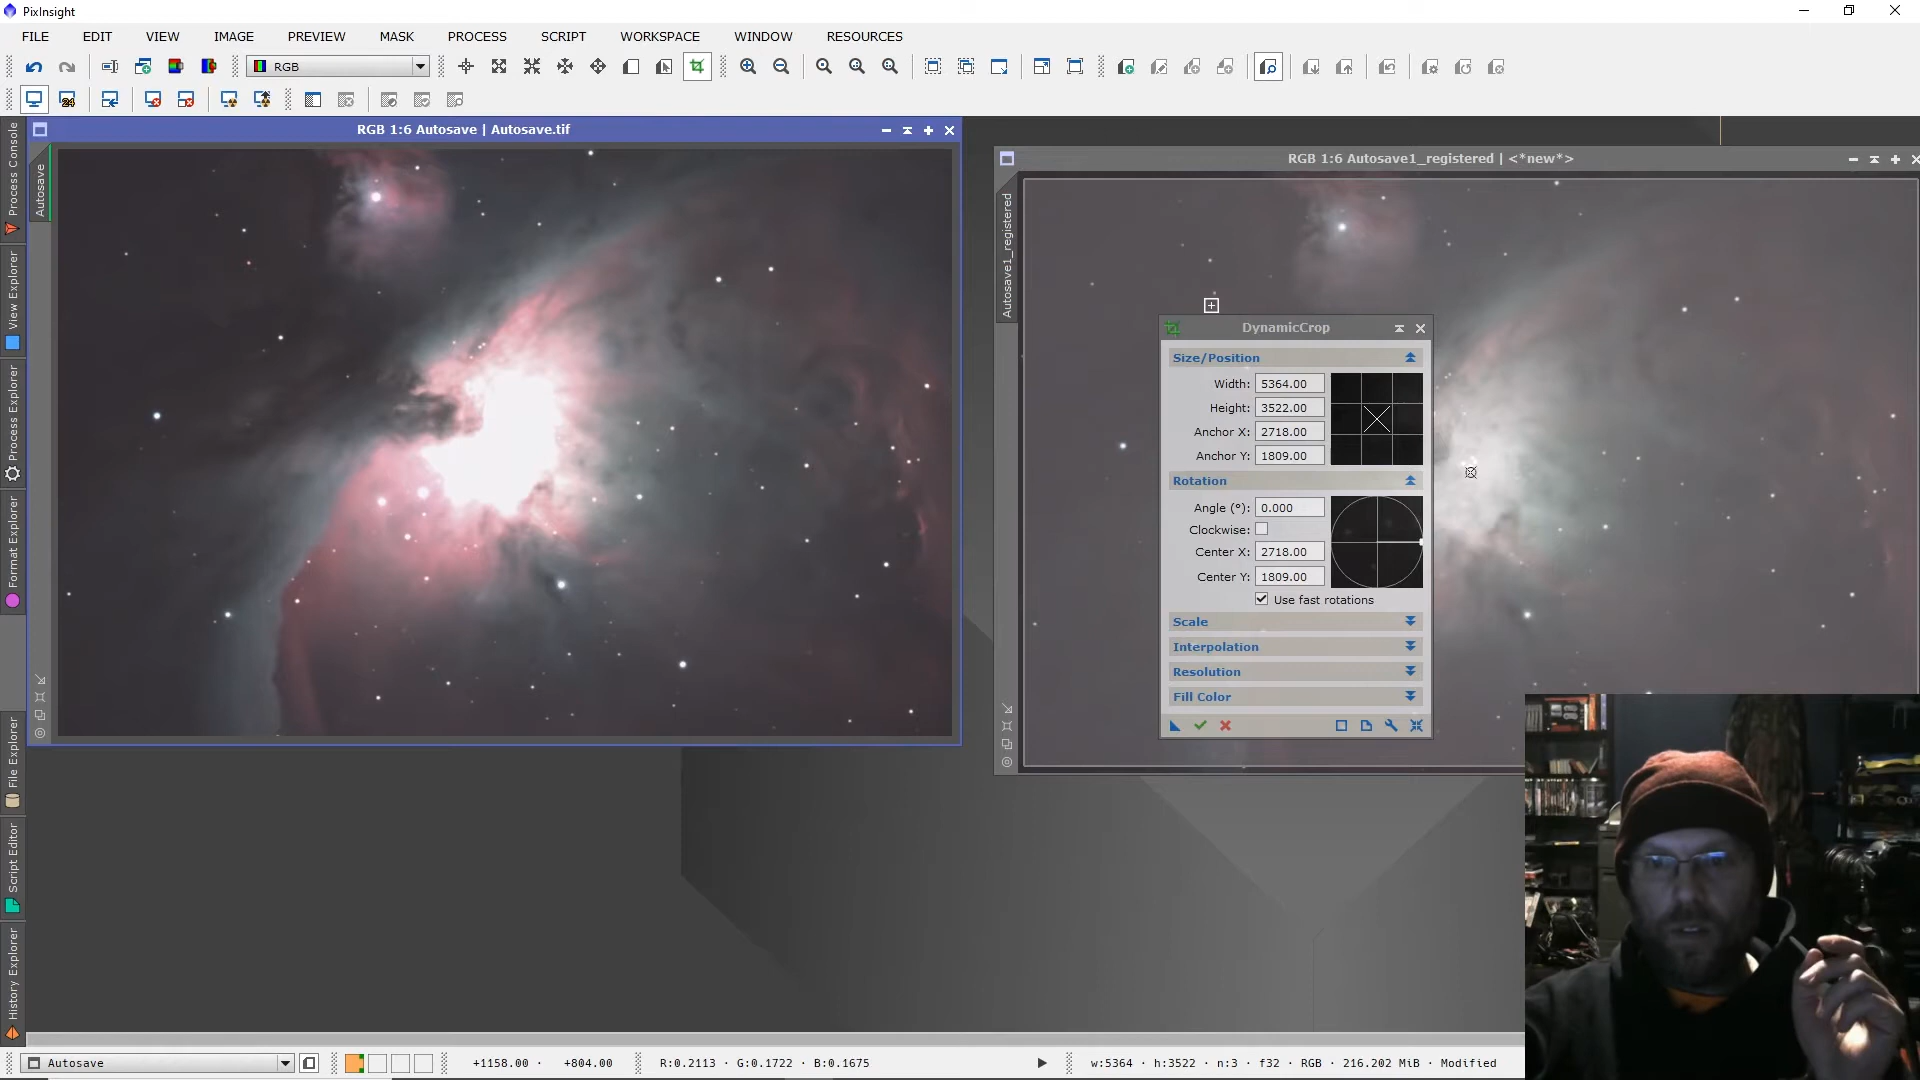 PixInsight
FILE EDIT VIEW IMAGE PREVIEW MASK PROCESS SCRIPT WORKSPACE WINDOW RESOURCES
RGB
24
RGB 1:6 Autosave | Autosave.tif
RGB 1:6 Autosave1_registered | <*new*>
Process Console
View Explorer
Process Explorer
Format Explorer
File Explorer
Script Editor
History Explorer
Autosave
Autosave1_registered
DynamicCrop
Size/Position
Width: 5364.00
Height: 3522.00
Anchor X: 2718.00
Anchor Y: 1809.00
Rotation
Angle (°): 0.000
Clockwise:
Center X: 2718.00
Center Y: 1809.00
Use fast rotations
Scale
Interpolation
Resolution
Fill Color
Autosave
+1158.00 · +804.00
R:0.2113 · G:0.1722 · B:0.1675
w:5364 · h:3522 · n:3 · f32 · RGB · 216.202 MiB · Modified